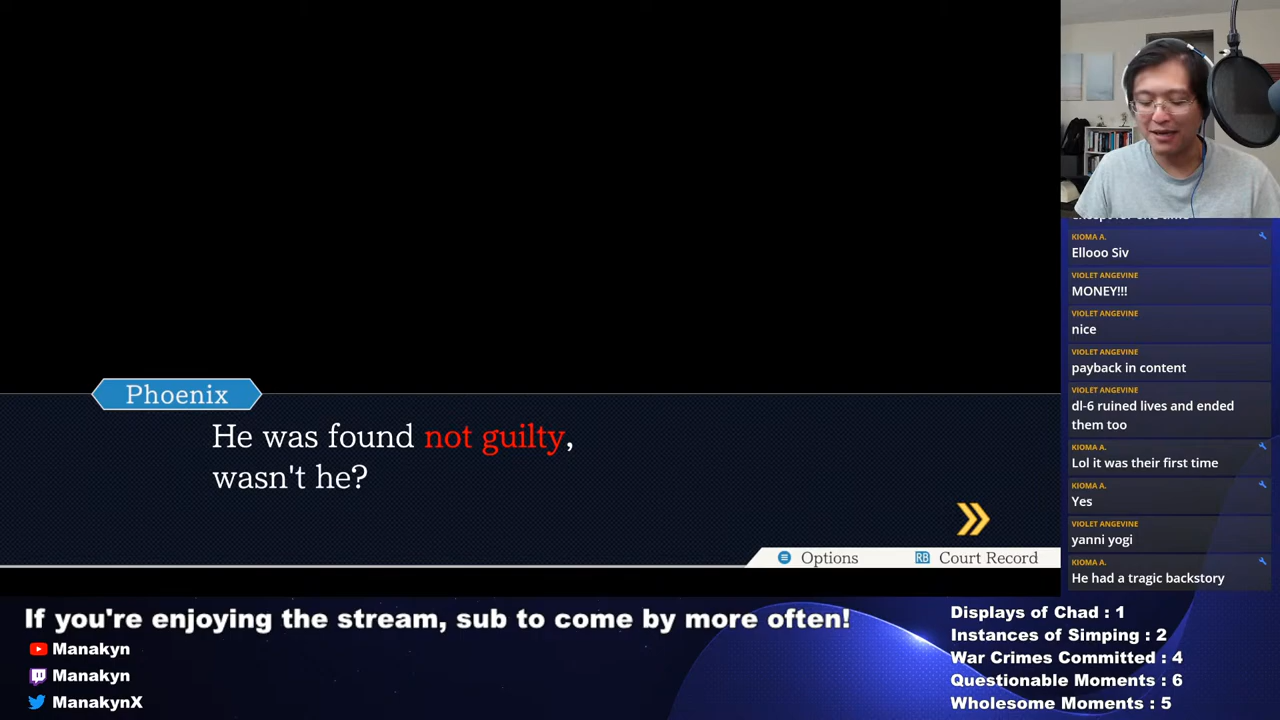 Phoenix
He was found not guilty,
wasn't he?
Options
RB Court Record
KIOMA A.
Ellooo Siv
VIOLET ANGEVINE
MONEY!!!
VIOLET ANGEVINE
nice
VIOLET ANGEVINE
payback in content
VIOLET ANGEVINE
dl-6 ruined lives and ended
them too
KIOMA A.
Lol it was their first time
KIOMA A.
Yes
VIOLET ANGEVINE
yanni yogi
KIOMA A.
He had a tragic backstory
If you're enjoying the stream, sub to come by more often!
Manakyn
Manakyn
ManakynX
Displays of Chad : 1
Instances of Simping : 2
War Crimes Committed : 4
Questionable Moments : 6
Wholesome Moments : 5